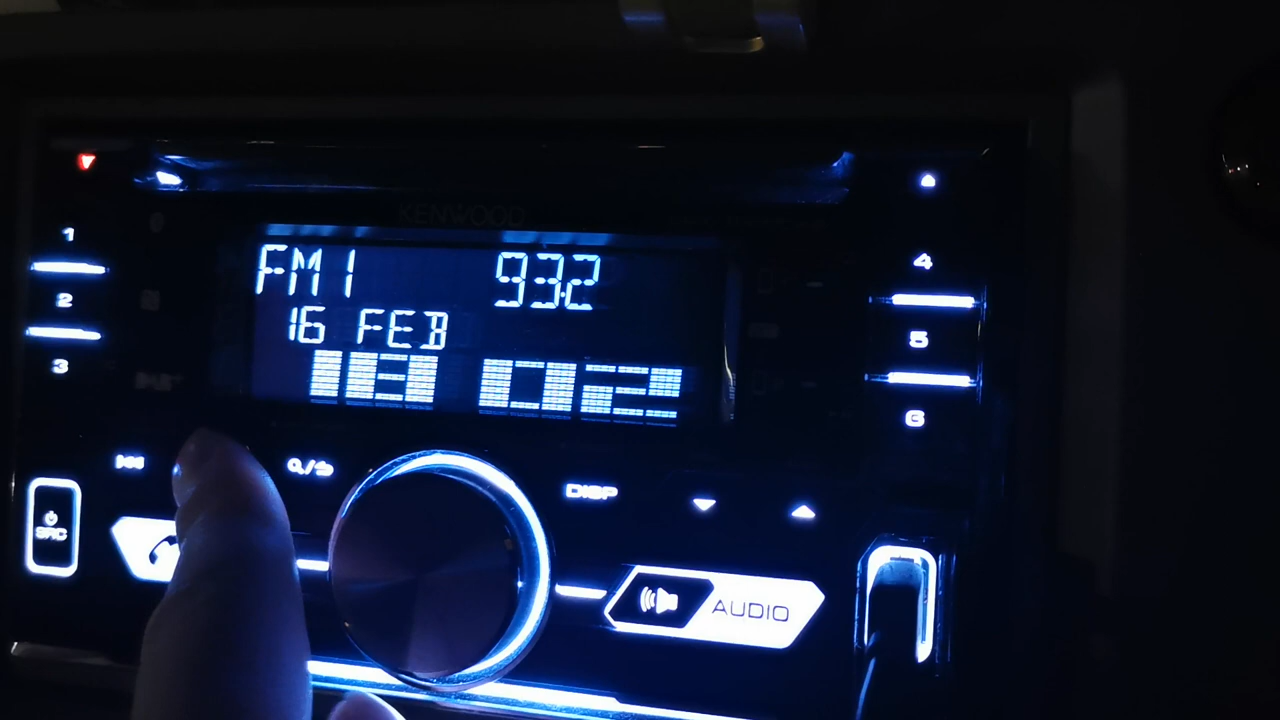 KENWOOD
FM1 93.2
16 FEB
18 02
1
2
3
4
5
6
DISP
SRC
AUDIO